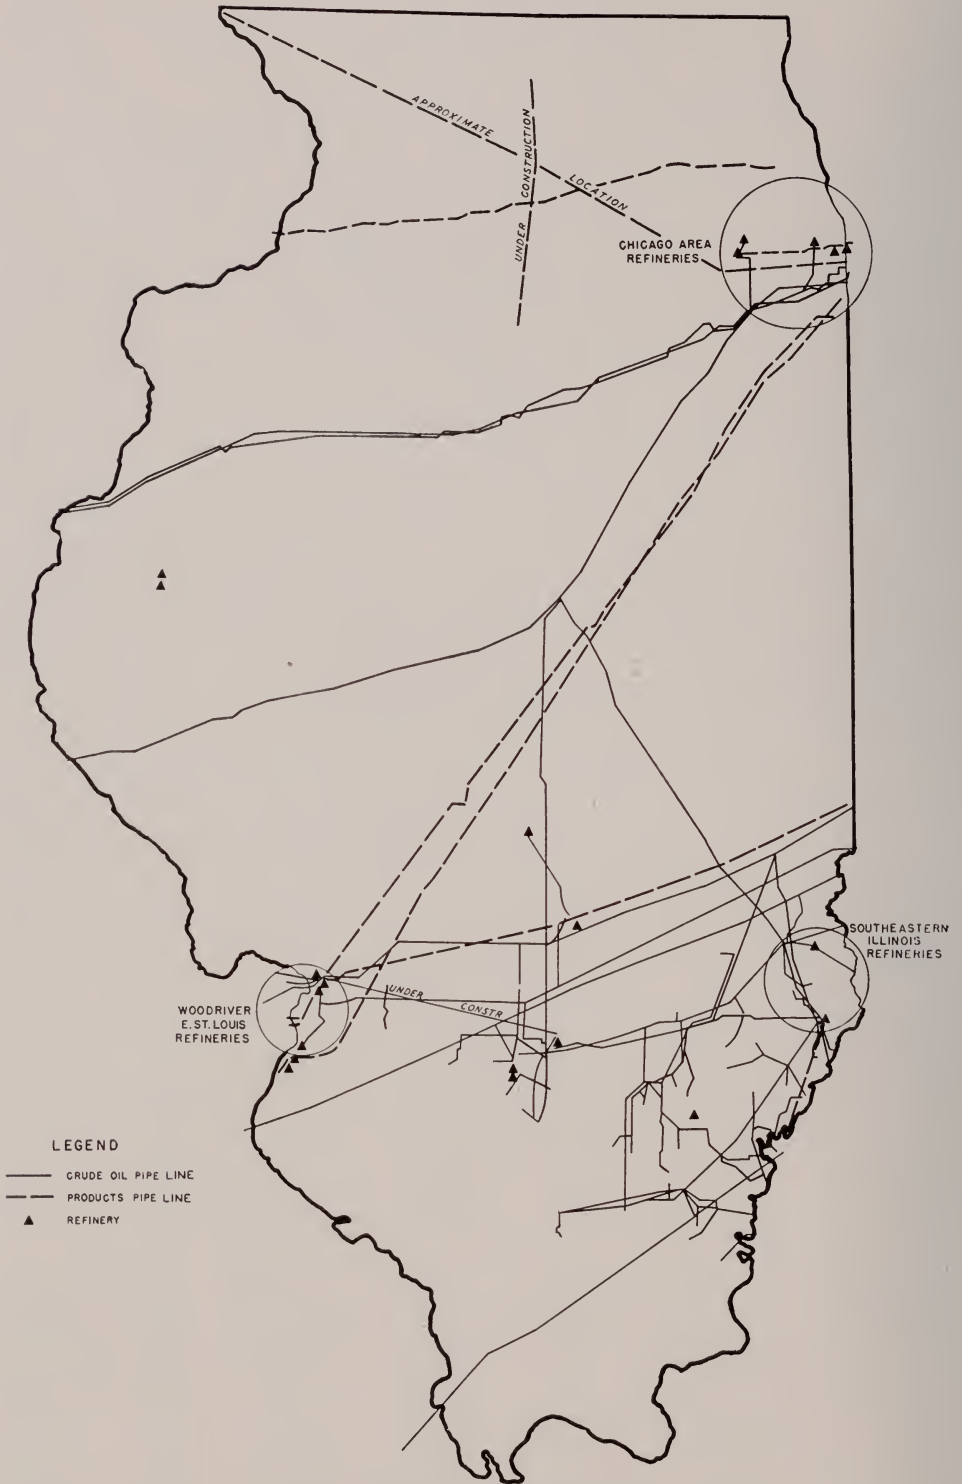 APPROXIMATE
LOCATION
UNDER CONSTRUCTION
CHICAGO AREA
REFINERIES
SOUTHEASTERN
ILLINOIS
REFINERIES
WOODRIVER
E. ST. LOUIS
REFINERIES
UNDER CONSTR
LEGEND
CRUDE OIL PIPE LINE
PRODUCTS PIPE LINE
REFINERY